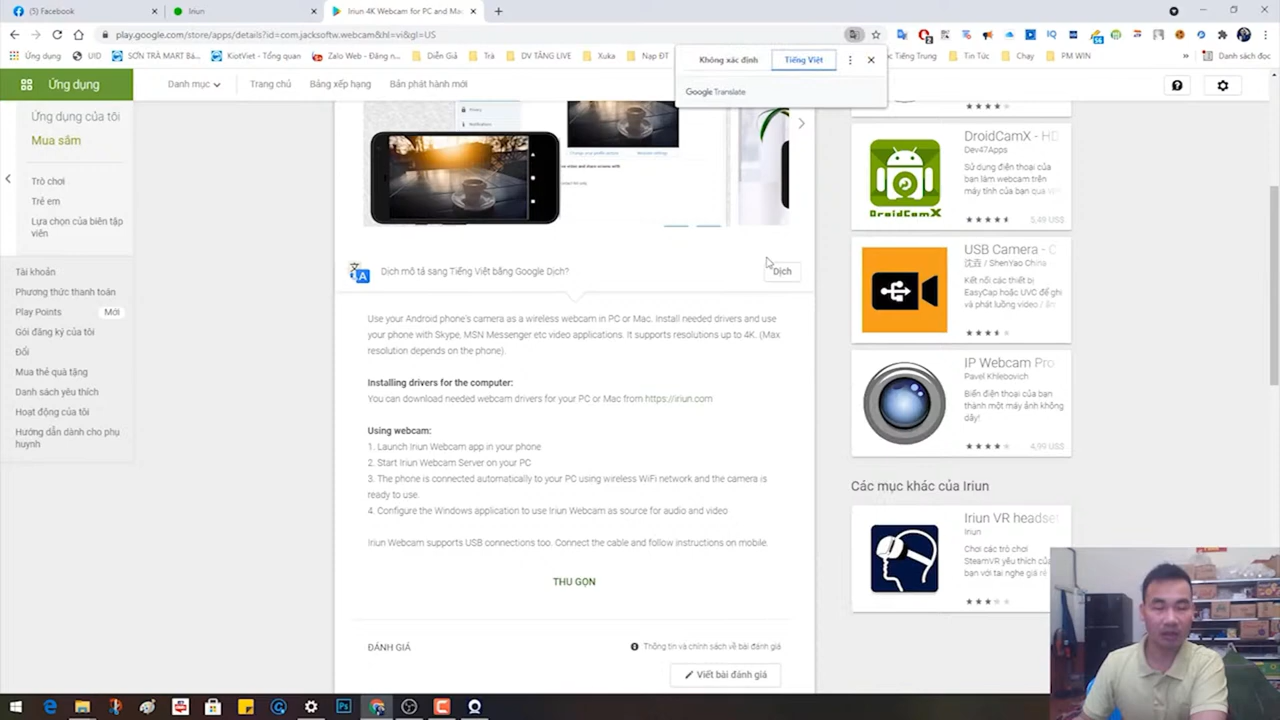 (5) Facebook
Iriun
Iriun 4K Webcam for PC and Mac
play.google.com/store/apps/details?id=com.jacksoftw.webcam&hl=vi&gl=US
Ứng dụng
UID
SƠN TRÀ MART Bá
KiotViet - Quản lý b
Zalo Web - Đăng n
Diễn Giả
Trà
DV TĂNG LIVE
Xuka
Nạp ĐT
Tiếng Trung
Tin Tức
Chạy
PM WIN
Danh sách đọc
Không xác định
Tiếng Việt
Google Translate
Ứng dụng
Danh mục
Trang chủ
Bảng xếp hạng
Bản phát hành mới
Ứng dụng của tôi
Mua sắm
Trò chơi
Trẻ em
Lựa chọn của biên tập
viên
Tài khoản
Phương thức thanh toán
Play Points
Mới
Gói đăng ký của tôi
Đổi
Mua thẻ quà tặng
Danh sách yêu thích
Hoạt động của tôi
Hướng dẫn dành cho phụ
huynh
Dịch mô tả sang Tiếng Việt bằng Google Dịch?
Dịch
Use your Android phone's camera as a wireless webcam in PC or Mac. Install needed drivers and use
your phone with Skype, MSN Messenger etc video applications. It supports resolutions up to 4K. (Max
resolution depends on the phone).
Installing drivers for the computer:
You can download needed webcam drivers for your PC or Mac from https://iriun.com
Using webcam:
1. Launch Iriun Webcam app in your phone
2. Start Iriun Webcam Server on your PC
3. The phone is connected automatically to your PC using wireless WiFi network and the camera is
ready to use.
4. Configure the Windows application to use Iriun Webcam as source for audio and video
Iriun Webcam supports USB connections too. Connect the cable and follow instructions on mobile.
THU GỌN
ĐÁNH GIÁ
Thông tin và chính sách về bài đánh giá
Viết bài đánh giá
DroidCamX - HD
Dev47Apps
Sử dụng điện thoại của
bạn làm webcam trên
máy tính của bạn qua
DROIDCAMX
5,49 US$
USB Camera - C
沈垚 / ShenYao China
Kết nối các thiết bị
EasyCap hoặc UVC để ghi
và phát luồng video / âm
IP Webcam Pro
Pavel Khlebovich
Biến điện thoại của bạn
thành một máy ảnh không
dây!
4,99 US$
Các mục khác của Iriun
Iriun VR headset
Iriun
Chơi các trò chơi
SteamVR yêu thích của
bạn với tai nghe giá rẻ